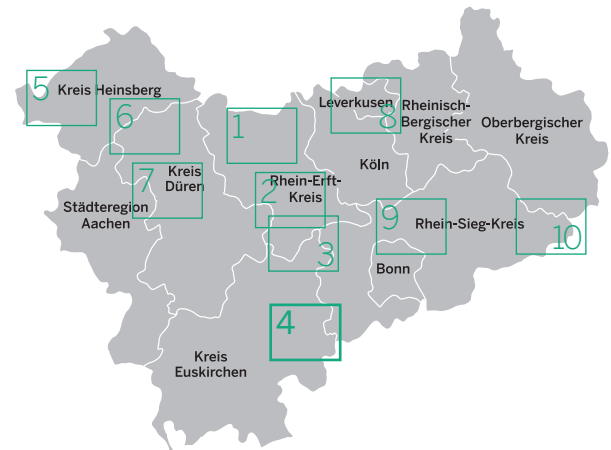 5
Kreis Heinsberg
6
1
Leverkusen
8
Rheinisch-
Bergischer
Kreis
Oberbergischer
Kreis
7
Kreis
Düren
2
Rhein-Erft-
Kreis
Köln
Städteregion
Aachen
9
Rhein-Sieg-Kreis
10
3
Bonn
4
Kreis
Euskirchen